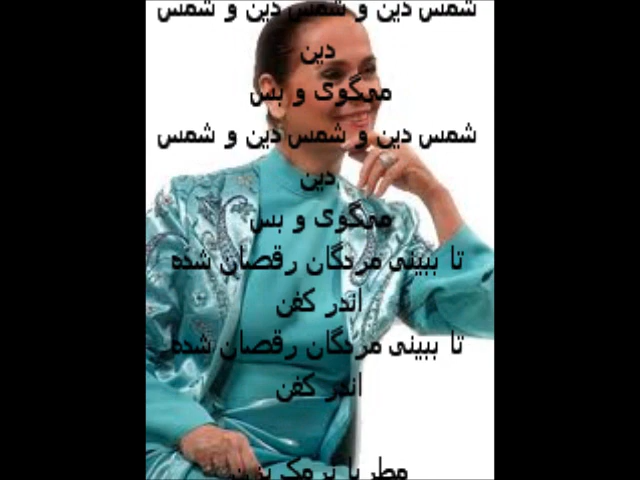 شمس دین و شمس دین و شمس
دین
میگوی و بس
شمس دین و شمس دین و شمس
دین
میگوی و بس
تا ببینی مردگان رقصان شده
اندر کفن
تا ببینی مردگان رقصان شده
اندر کفن